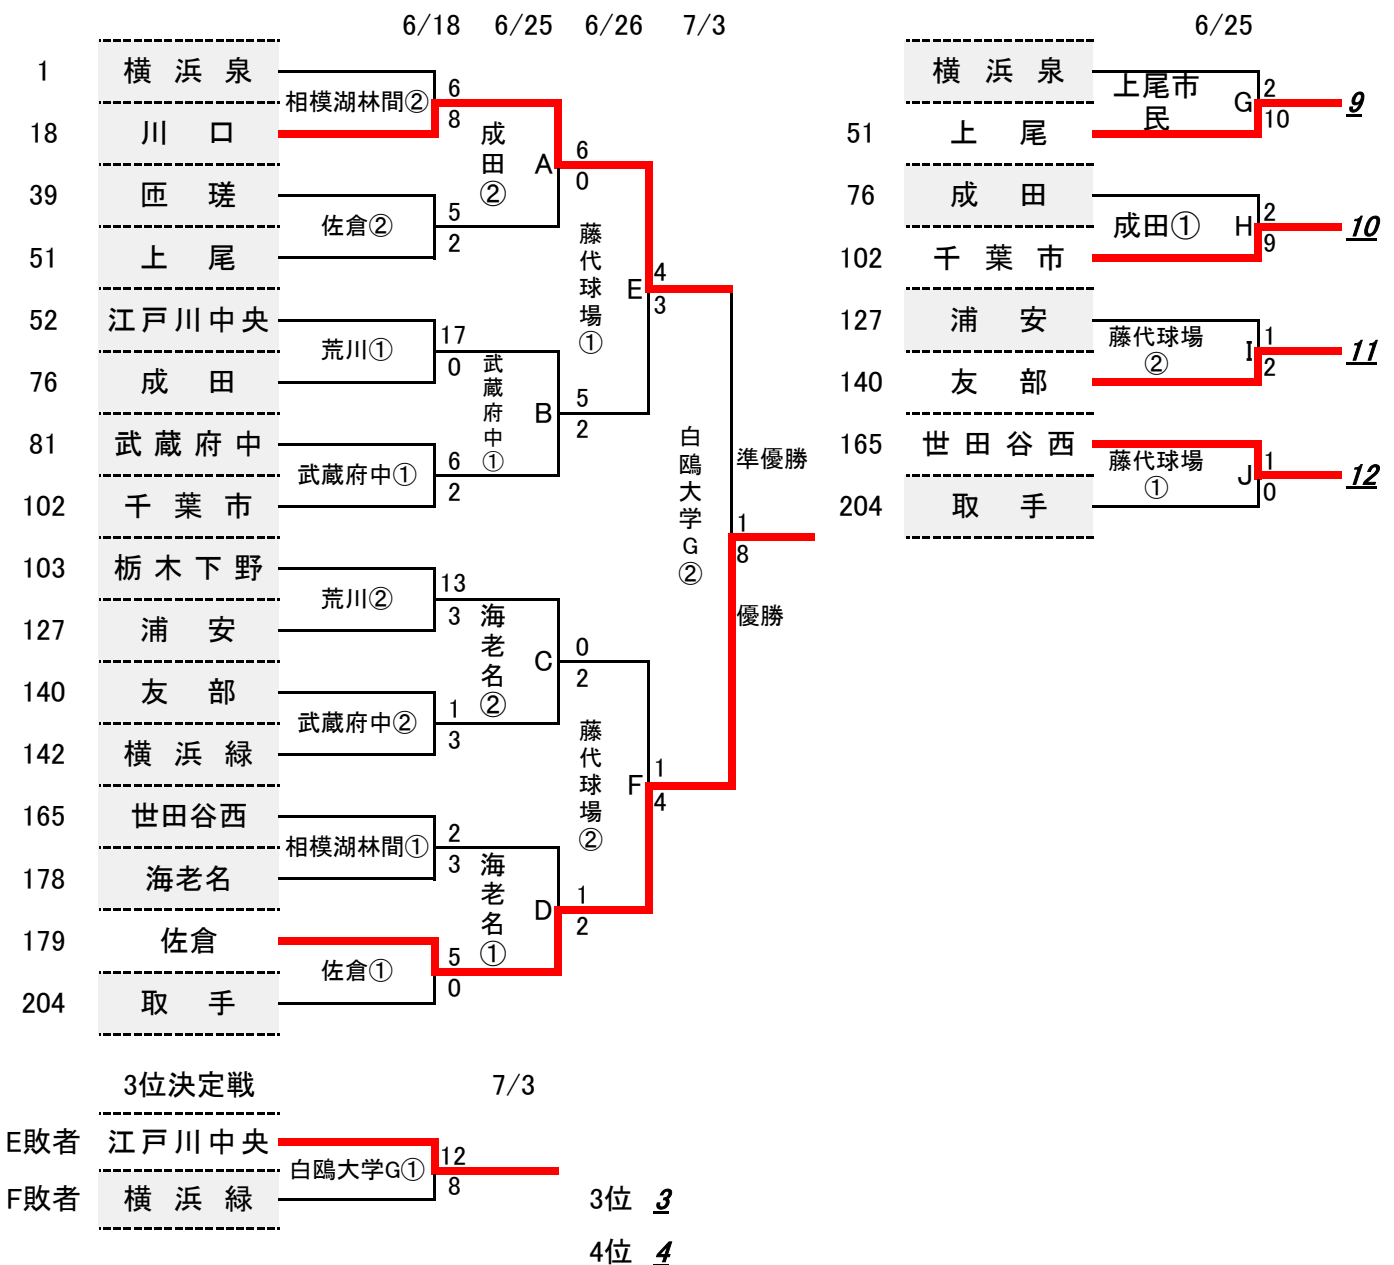 6/18 6/25 6/26 7/3
6/25
1 横浜泉
相模湖林間② 6 8
18 川口
成田② A 6 0
39 匝瑳
佐倉② 5 2
51 上尾
藤代球場① E 4 3
52 江戸川中央
荒川① 17 0
76 成田
武蔵府中① B 5 2
81 武蔵府中
武蔵府中① 6 2
102 千葉市
白鴎大学G② 1 8
準優勝
優勝
103 栃木下野
荒川② 13 3
127 浦安
海老名② C 0 2
140 友部
武蔵府中② 1 3
142 横浜緑
藤代球場② F 1 4
165 世田谷西
相模湖林間① 2 3
178 海老名
海老名① D 1 2
179 佐倉
佐倉① 5 0
204 取手
横浜泉
上尾市民 G 2 10 9
51 上尾
76 成田
成田① H 2 9 10
102 千葉市
127 浦安
藤代球場② I 1 2 11
140 友部
165 世田谷西
藤代球場① J 1 0 12
204 取手
3位決定戦 7/3
E敗者 江戸川中央
白鴎大学G① 12 8
F敗者 横浜緑
3位 3
4位 4